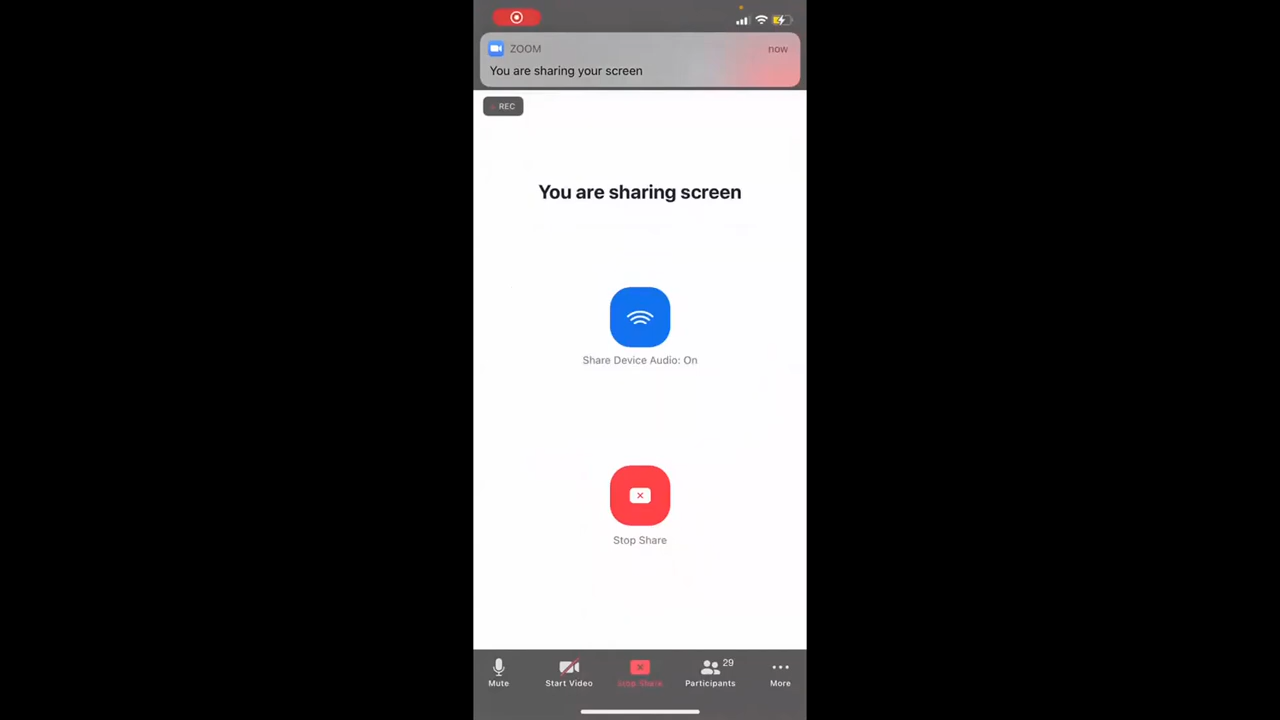 ZOOM
now
You are sharing your screen
REC
You are sharing screen
Share Device Audio: On
Stop Share
29
Mute
Start Video
Stop Share
Participants
More